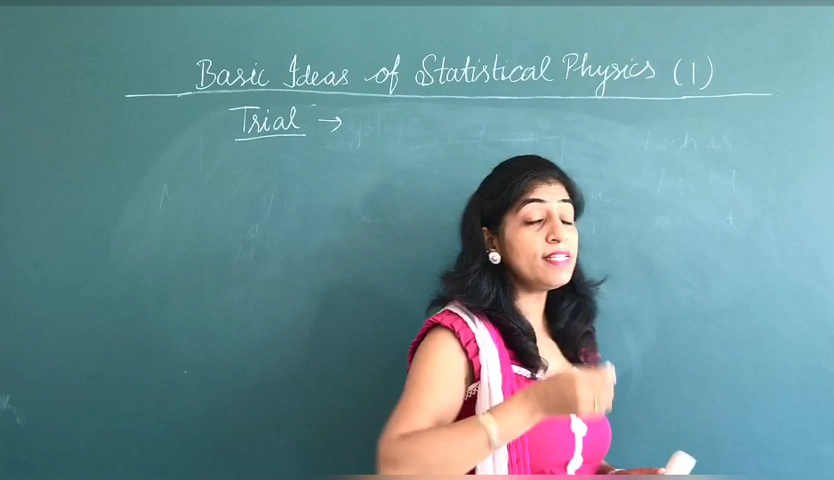 Basic Ideas of Statistical Physics (1)
Trial →